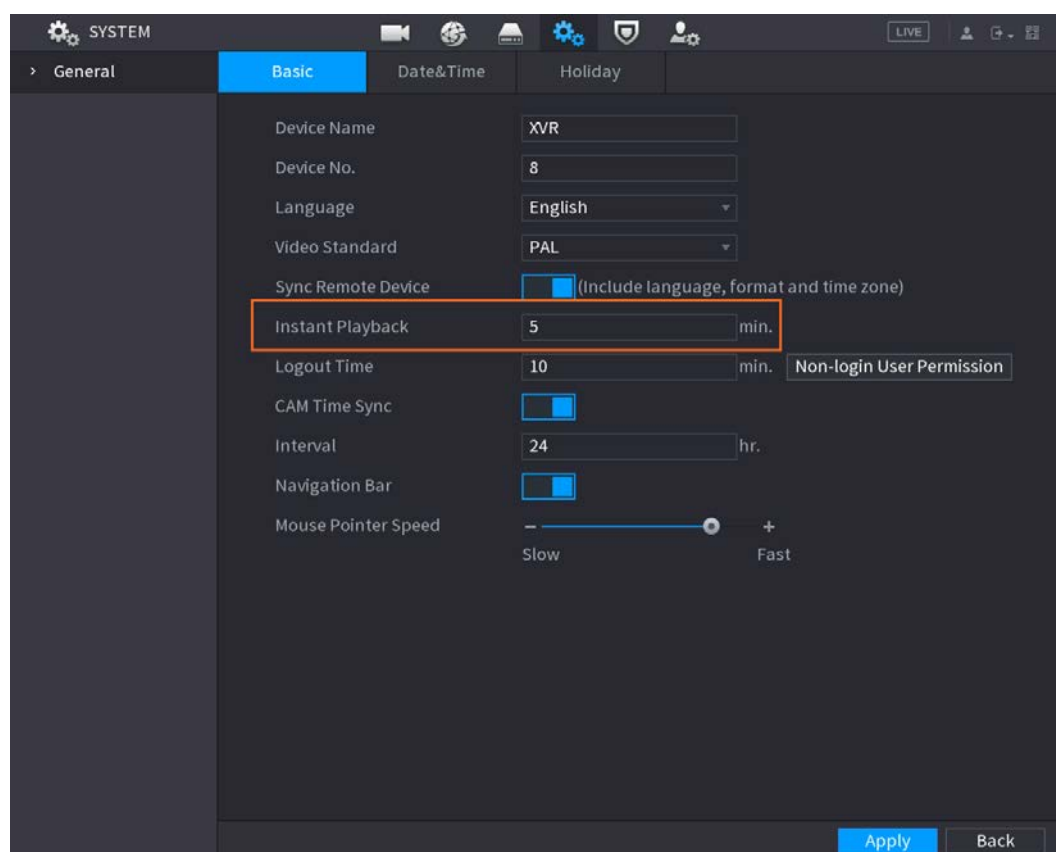 SYSTEM
LIVE
General
Basic Date&Time Holiday
Device Name XVR
Device No. 8
Language English
Video Standard PAL
Sync Remote Device (Include language, format and time zone)
Instant Playback 5 min.
Logout Time 10 min. Non-login User Permission
CAM Time Sync
Interval 24 hr.
Navigation Bar
Mouse Pointer Speed - +
Slow Fast
Apply Back